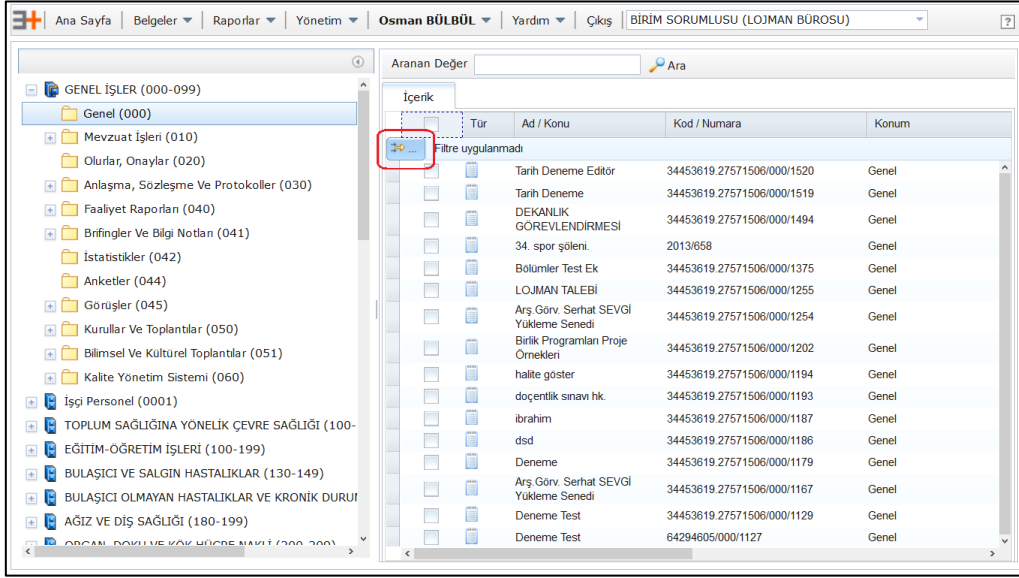 Ana Sayfa | Belgeler | Raporlar | Yönetim | Osman BÜLBÜL | Yardım | Çıkış | BİRİM SORUMLUSU (LOJMAN BÜROSU) ?
GENEL İŞLER (000-099)
Genel (000)
Mevzuat İşleri (010)
Olurlar, Onaylar (020)
Anlaşma, Sözleşme Ve Protokoller (030)
Faaliyet Raporları (040)
Brifingler Ve Bilgi Notları (041)
İstatistikler (042)
Anketler (044)
Görüşler (045)
Kurullar Ve Toplantılar (050)
Bilimsel Ve Kültürel Toplantılar (051)
Kalite Yönetim Sistemi (060)
İşçi Personel (0001)
TOPLUM SAĞLIĞINA YÖNELİK ÇEVRE SAĞLIĞI (100-
EĞİTİM-ÖĞRETİM İŞLERİ (100-199)
BULAŞICI VE SALGIN HASTALIKLAR (130-149)
BULAŞICI OLMAYAN HASTALIKLAR VE KRONİK DURUM
AĞIZ VE DİŞ SAĞLIĞI (180-199)
ORGAN, DOKU VE KÖK HÜCRE NAKLİ (200-209)
Aranan Değer Ara
İçerik
Tür Ad / Konu Kod / Numara Konum
... Filtre uygulanmadı
Tarih Deneme Editör 34453619.27571506/000/1520 Genel
Tarih Deneme 34453619.27571506/000/1519 Genel
DEKANLIK
GÖREVLENDİRMESİ 34453619.27571506/000/1494 Genel
34. spor şöleni. 2013/658 Genel
Bölümler Test Ek 34453619.27571506/000/1375 Genel
LOJMAN TALEBİ 34453619.27571506/000/1255 Genel
Arş.Görv. Serhat SEVGİ
Yükleme Senedi 34453619.27571506/000/1254 Genel
Birlik Programları Proje
Örnekleri 34453619.27571506/000/1202 Genel
halite göster 34453619.27571506/000/1194 Genel
doçentlik sınavı hk. 34453619.27571506/000/1193 Genel
ibrahim 34453619.27571506/000/1187 Genel
dsd 34453619.27571506/000/1186 Genel
Deneme 34453619.27571506/000/1179 Genel
Arş.Görv. Serhat SEVGİ
Yükleme Senedi 34453619.27571506/000/1167 Genel
Deneme Test 34453619.27571506/000/1129 Genel
Deneme Test 64294605/000/1127 Genel